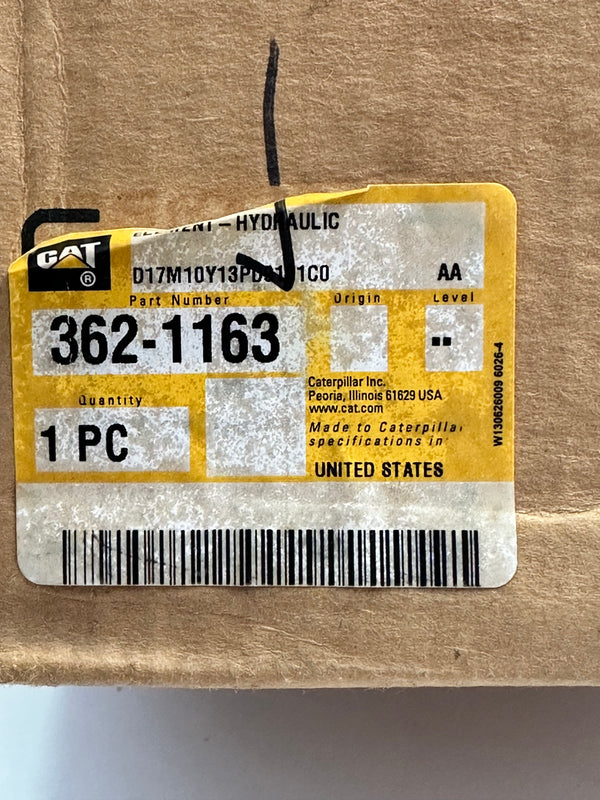 ELEMENT – HYDRAULIC
CAT ®
AA
Part Number Origin Level
362-1163 --
Quantity
1 PC
Caterpillar Inc.
Peoria, Illinois 61629 USA
www.cat.com
Made to Caterpillar
specifications in
UNITED STATES
W130626009 6026-4